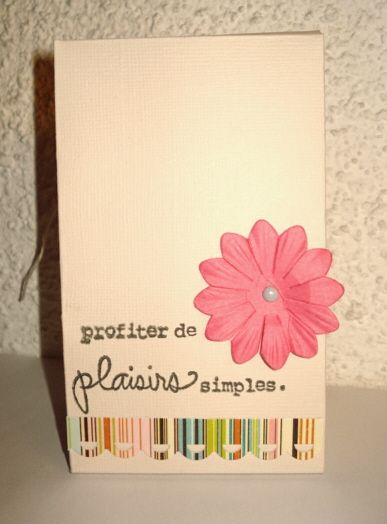 profiter de
plaisirs simples.